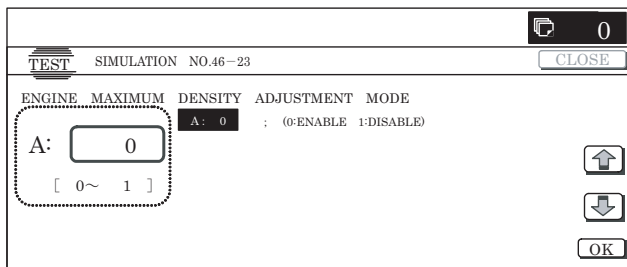 0
TEST SIMULATION NO.46-23 CLOSE
ENGINE MAXIMUM DENSITY ADJUSTMENT MODE
A: 0 ; (0:ENABLE 1:DISABLE)
A: 0
[ 0~ 1 ]
OK